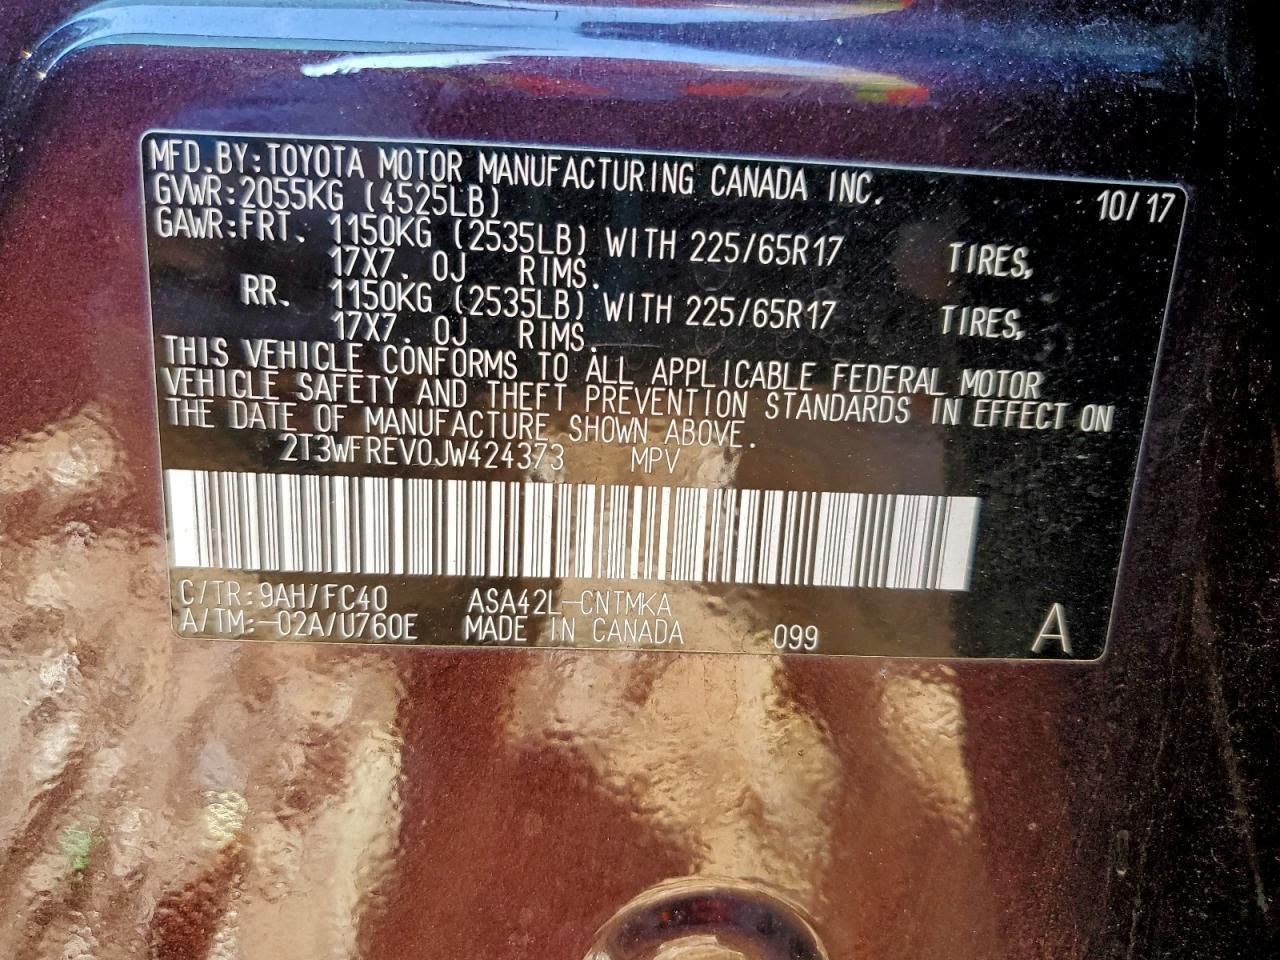 MFD.BY:TOYOTA MOTOR MANUFACTURING CANADA INC. 10/17
GVWR:2055KG (4525LB)
GAWR:FRT. 1150KG (2535LB) WITH 225/65R17 TIRES,
17X7.0J RIMS.
RR. 1150KG (2535LB) WITH 225/65R17 TIRES,
17X7.0J RIMS.
THIS VEHICLE CONFORMS TO ALL APPLICABLE FEDERAL MOTOR
VEHICLE SAFETY AND THEFT PREVENTION STANDARDS IN EFFECT ON
THE DATE OF MANUFACTURE SHOWN ABOVE.
2T3WFREV0JW424373 MPV
C/TR:9AH/FC40 ASA42L-CNTMKA
A/TM:-02A/U760E MADE IN CANADA 099 A